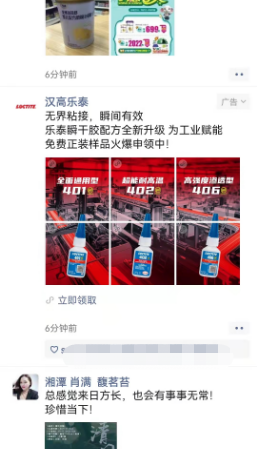 699.
2022
6分钟前
LOCTITE
汉高乐泰
广告
无界粘接，瞬间有效
乐泰瞬干胶配方全新升级 为工业赋能
免费正装样品火爆申领中！
全面通用型
401
超能耐高温
402
高强度渗透型
406
立即领取
6分钟前
湘潭 肖满 馥茗苔
总感觉来日方长，也会有事事无常！
珍惜当下！